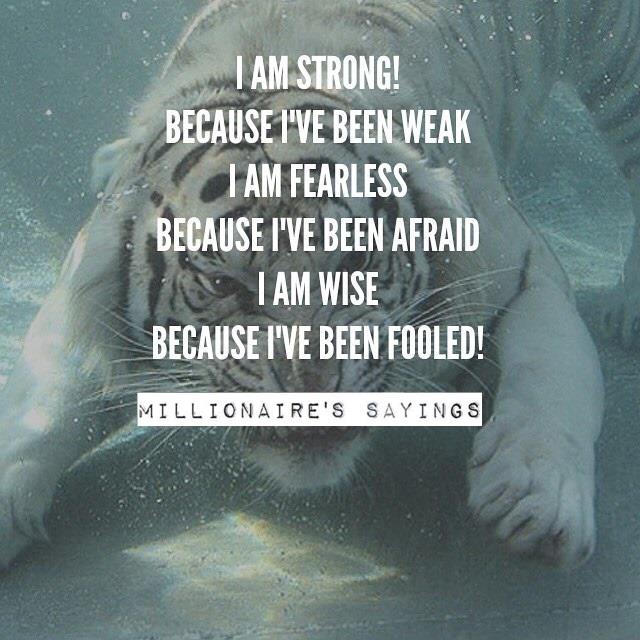 I AM STRONG!
BECAUSE I'VE BEEN WEAK
I AM FEARLESS
BECAUSE I'VE BEEN AFRAID
I AM WISE
BECAUSE I'VE BEEN FOOLED!
MILLIONAIRE'S SAYINGS